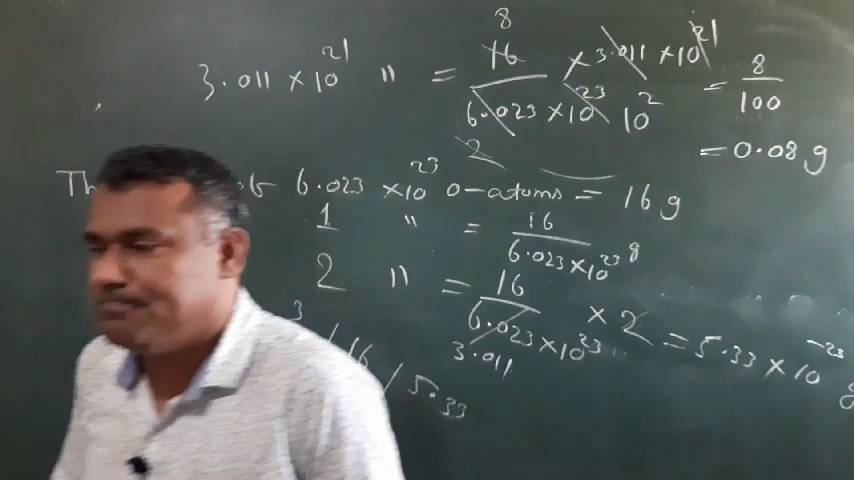 3.011 × 10^21 " = 16 8 × 3.011 × 10^21 / 6.023 × 10^23 10^2 2 = 8/100
= 0.08 g
6.023 × 10^23 O-atoms = 16 g
1 " = 16 / 6.023 × 10^23 g
2 " = 16 / 6.023 × 10^23 × 2 = 5.33 × 10^-23 g
3.011
3 / 16 / 5.33